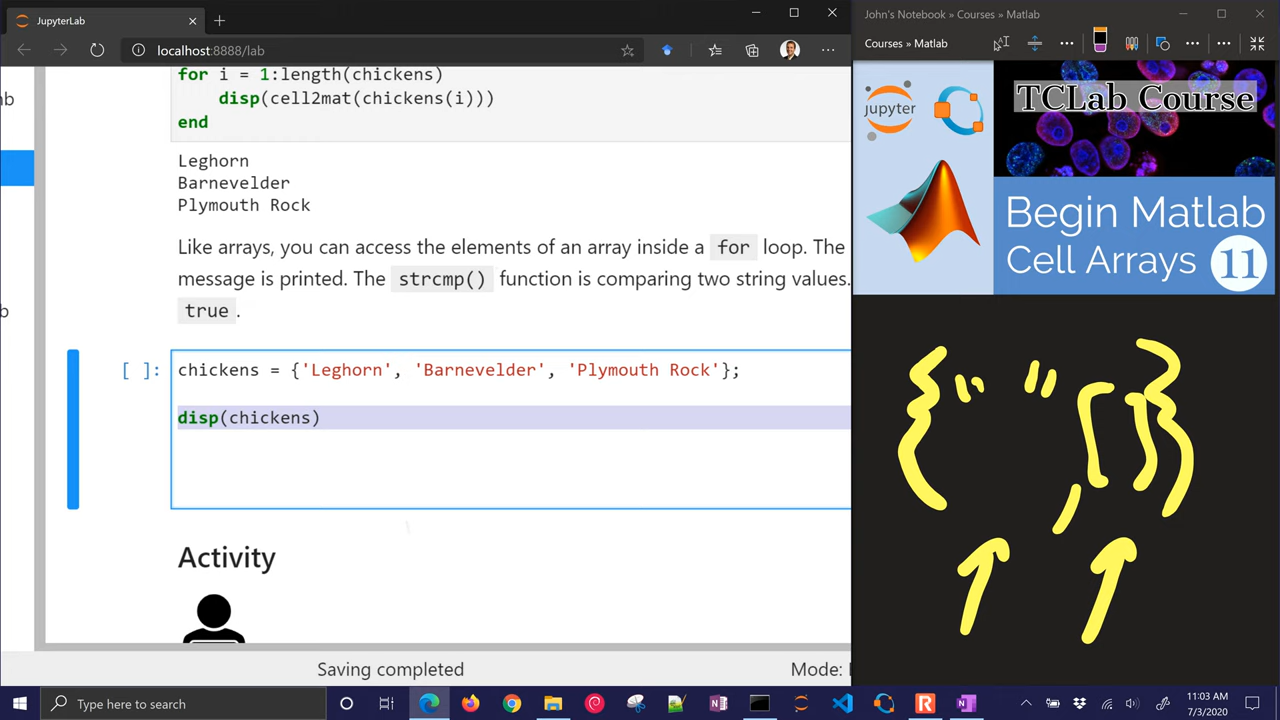 JupyterLab
localhost:8888/lab
for i = 1:length(chickens)
disp(cell2mat(chickens(i)))
end
Leghorn
Barnevelder
Plymouth Rock
Like arrays, you can access the elements of an array inside a for loop. The
message is printed. The strcmp() function is comparing two string values.
true .
[ ]: chickens = {'Leghorn', 'Barnevelder', 'Plymouth Rock'};
disp(chickens)
Activity
Saving completed
Mode:
John's Notebook » Courses » Matlab
Courses » Matlab
jupyter
TCLab Course
Begin Matlab
Cell Arrays 11
{ " " , [ ] }
Type here to search
11:03 AM
7/3/2020